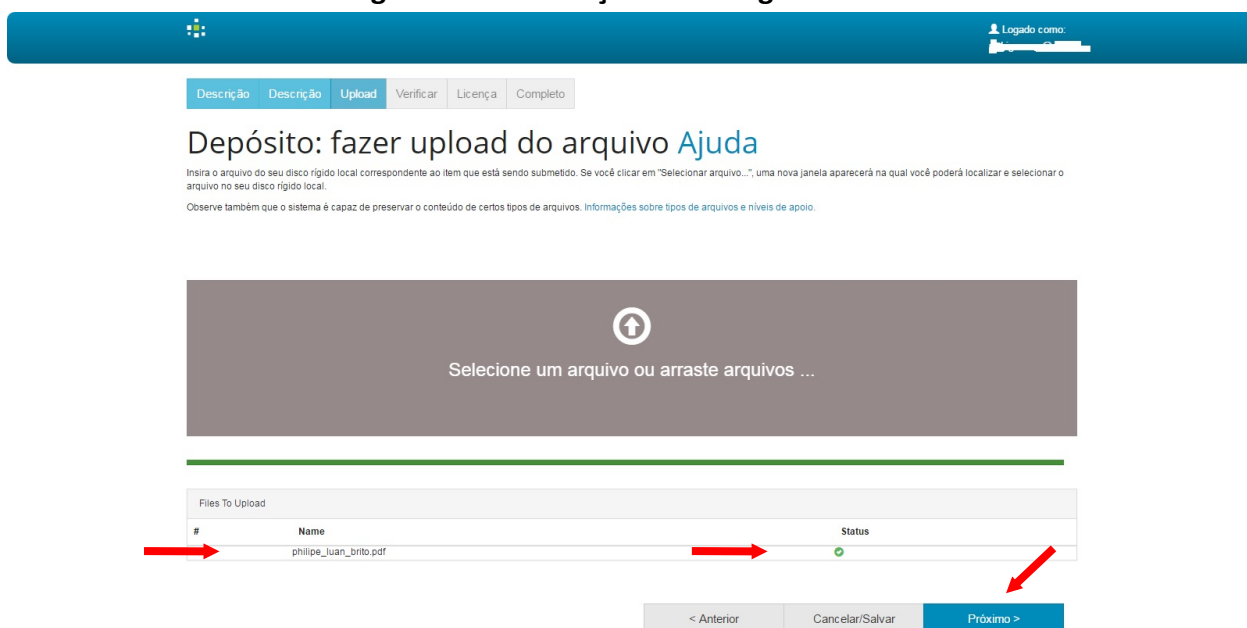 Logado como:
Descrição Descrição Upload Verificar Licença Completo
Depósito: fazer upload do arquivo Ajuda
Insira o arquivo do seu disco rígido local correspondente ao item que está sendo submetido. Se você clicar em "Selecionar arquivo...", uma nova janela aparecerá na qual você poderá localizar e selecionar o
arquivo no seu disco rígido local.
Observe também que o sistema é capaz de preservar o conteúdo de certos tipos de arquivos. Informações sobre tipos de arquivos e níveis de apoio.
Selecione um arquivo ou arraste arquivos ...
Files To Upload
# Name Status
philipe_luan_brito.pdf
< Anterior Cancelar/Salvar Próximo >